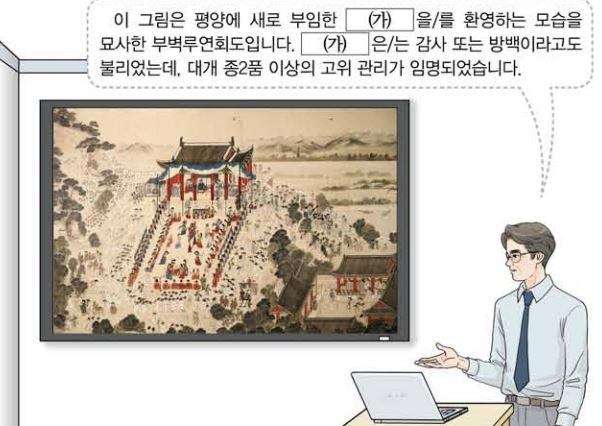 이 그림은 평양에 새로 부임한 (가) 을/를 환영하는 모습을
묘사한 부벽루연회도입니다. (가) 은/는 감사 또는 방백이라고도
불리었는데, 대개 종2품 이상의 고위 관리가 임명되었습니다.